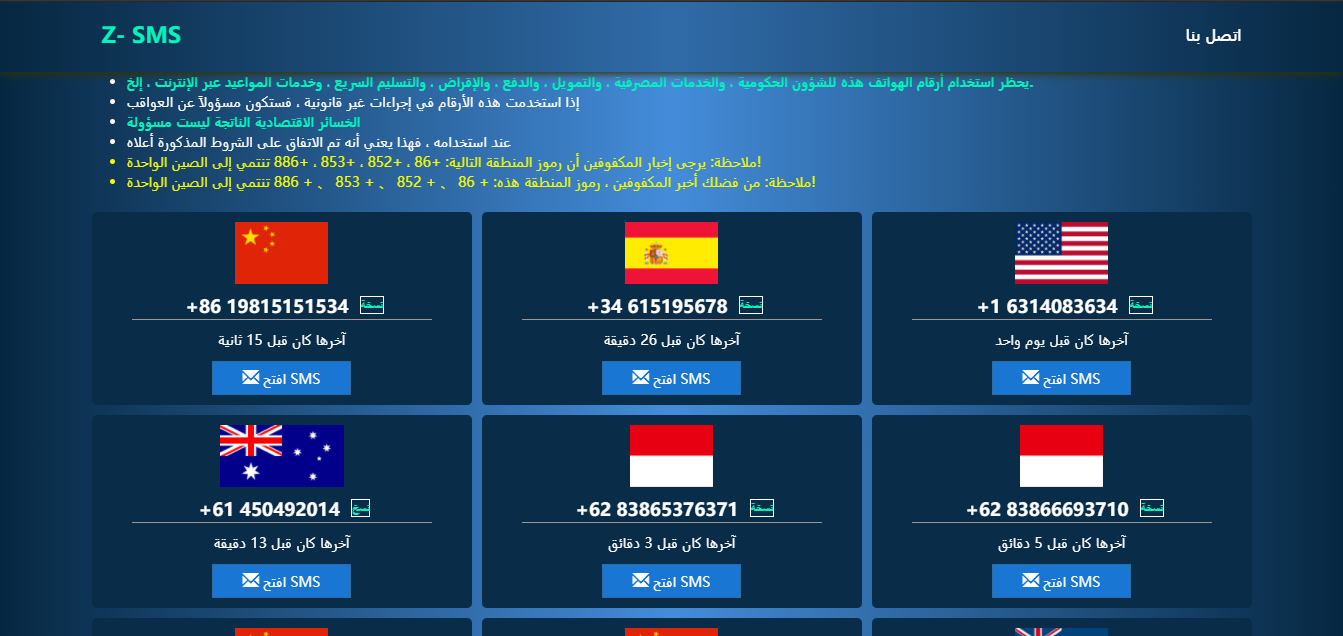 Z- SMS
اتصل بنا
يحظر استخدام أرقام الهواتف هذه للشؤون الحكومية ، والخدمات المصرفية ، والتمويل ، والدفع ، والإقراض ، والتسليم السريع ، وخدمات المواعيد عبر الإنترنت ، إلخ.
إذا استخدمت هذه الأرقام في إجراءات غير قانونية ، فستكون مسؤولاً عن العواقب
الخسائر الاقتصادية الناتجة ليست مسؤولة
عند استخدامه ، فهذا يعني أنه تم الاتفاق على الشروط المذكورة أعلاه
ملاحظة: يرجى إخبار المكفوفين أن رموز المنطقة التالية: +86 ، +852 ، +853 ، +886 تنتمي إلى الصين الواحدة!
ملاحظة: من فضلك أخبر المكفوفين ، رموز المنطقة هذه: + 86 、 + 852 、 + 853 、 + 886 تنتمي إلى الصين الواحدة!
+86 19815151534 نسخة
آخرها كان قبل 15 ثانية
افتح SMS
+34 615195678 نسخة
آخرها كان قبل 26 دقيقة
افتح SMS
+1 6314083634 نسخة
آخرها كان قبل يوم واحد
افتح SMS
+61 450492014 نسخ
آخرها كان قبل 13 دقيقة
افتح SMS
+62 83865376371 نسخة
آخرها كان قبل 3 دقائق
افتح SMS
+62 83866693710 نسخة
آخرها كان قبل 5 دقائق
افتح SMS